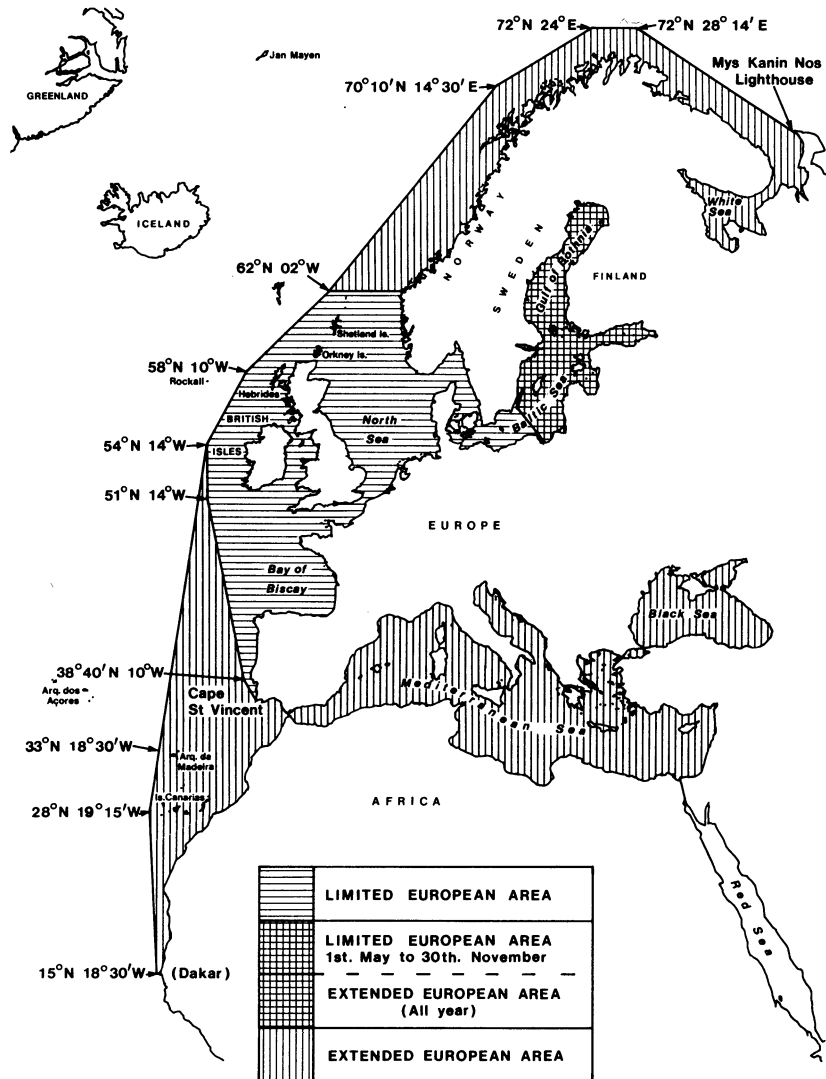 72°N 24°E
72°N 28°14′E
Jan Mayen
Mys Kanin Nos
Lighthouse
70°10′N 14°30′E
GREENLAND
White
Sea
ICELAND
NORWAY
SWEDEN
Gulf of Bothnia
FINLAND
62°N 02°W
Shetland Is.
Orkney Is.
58°N 10°W
Rockall
Hebrides
Baltic Sea
BRITISH
ISLES
North
Sea
54°N 14°W
51°N 14°W
EUROPE
Bay of
Biscay
Black Sea
38°40′N 10°W
Arq. dos
Açores
Cape
St Vincent
Mediterranean Sea
33°N 18°30′W
Arq. da
Madeira
Is. Canarias
28°N 19°15′W
AFRICA
Red Sea
15°N 18°30′W (Dakar)
LIMITED EUROPEAN AREA
LIMITED EUROPEAN AREA
1st. May to 30th. November
EXTENDED EUROPEAN AREA
(All year)
EXTENDED EUROPEAN AREA